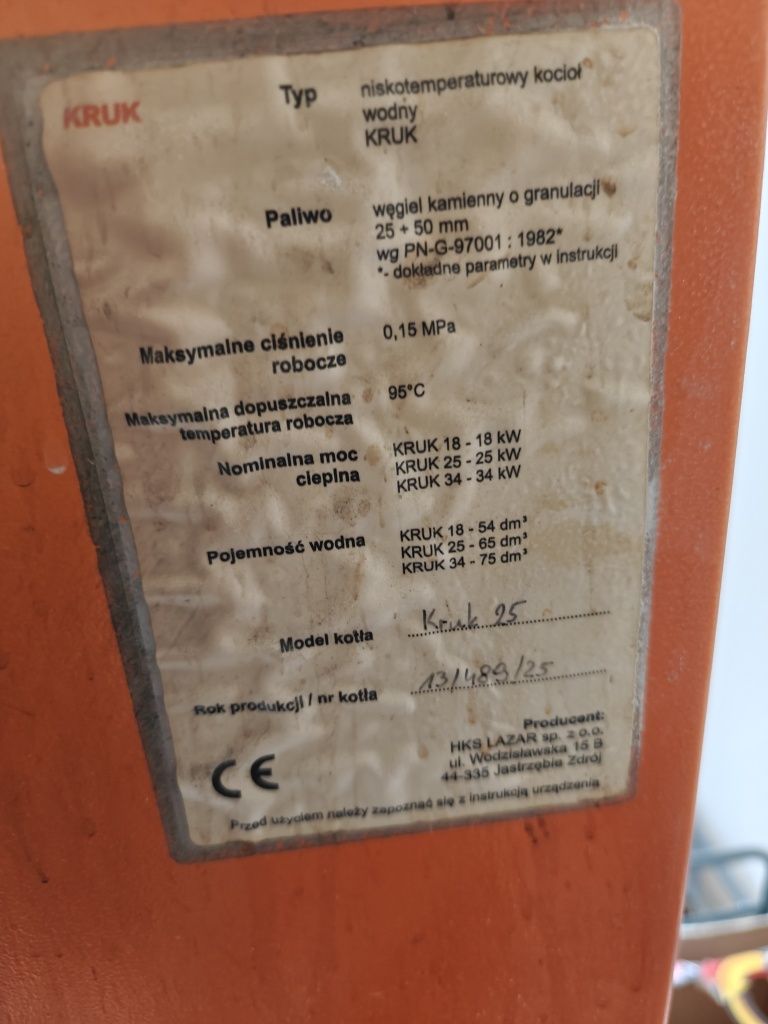 KRUK
Typ niskotemperaturowy kocioł
wodny
KRUK
Paliwo węgiel kamienny o granulacji
25 ÷ 50 mm
wg PN-G-97001 : 1982*
*- dokładne parametry w instrukcji
Maksymalne ciśnienie 0,15 MPa
robocze
Maksymalna dopuszczalna 95°C
temperatura robocza
Nominalna moc KRUK 18 - 18 kW
cieplna KRUK 25 - 25 kW
KRUK 34 - 34 kW
Pojemność wodna KRUK 18 - 54 dm³
KRUK 25 - 65 dm³
KRUK 34 - 75 dm³
Model kotła Kruk 25
Rok produkcji / nr kotła 13/489/25
Producent:
HKS LAZAR sp. z o.o.
ul. Wodzisławska 15 B
44-335 Jastrzębie Zdrój
CE
Przed użyciem należy zapoznać się z instrukcją urządzenia